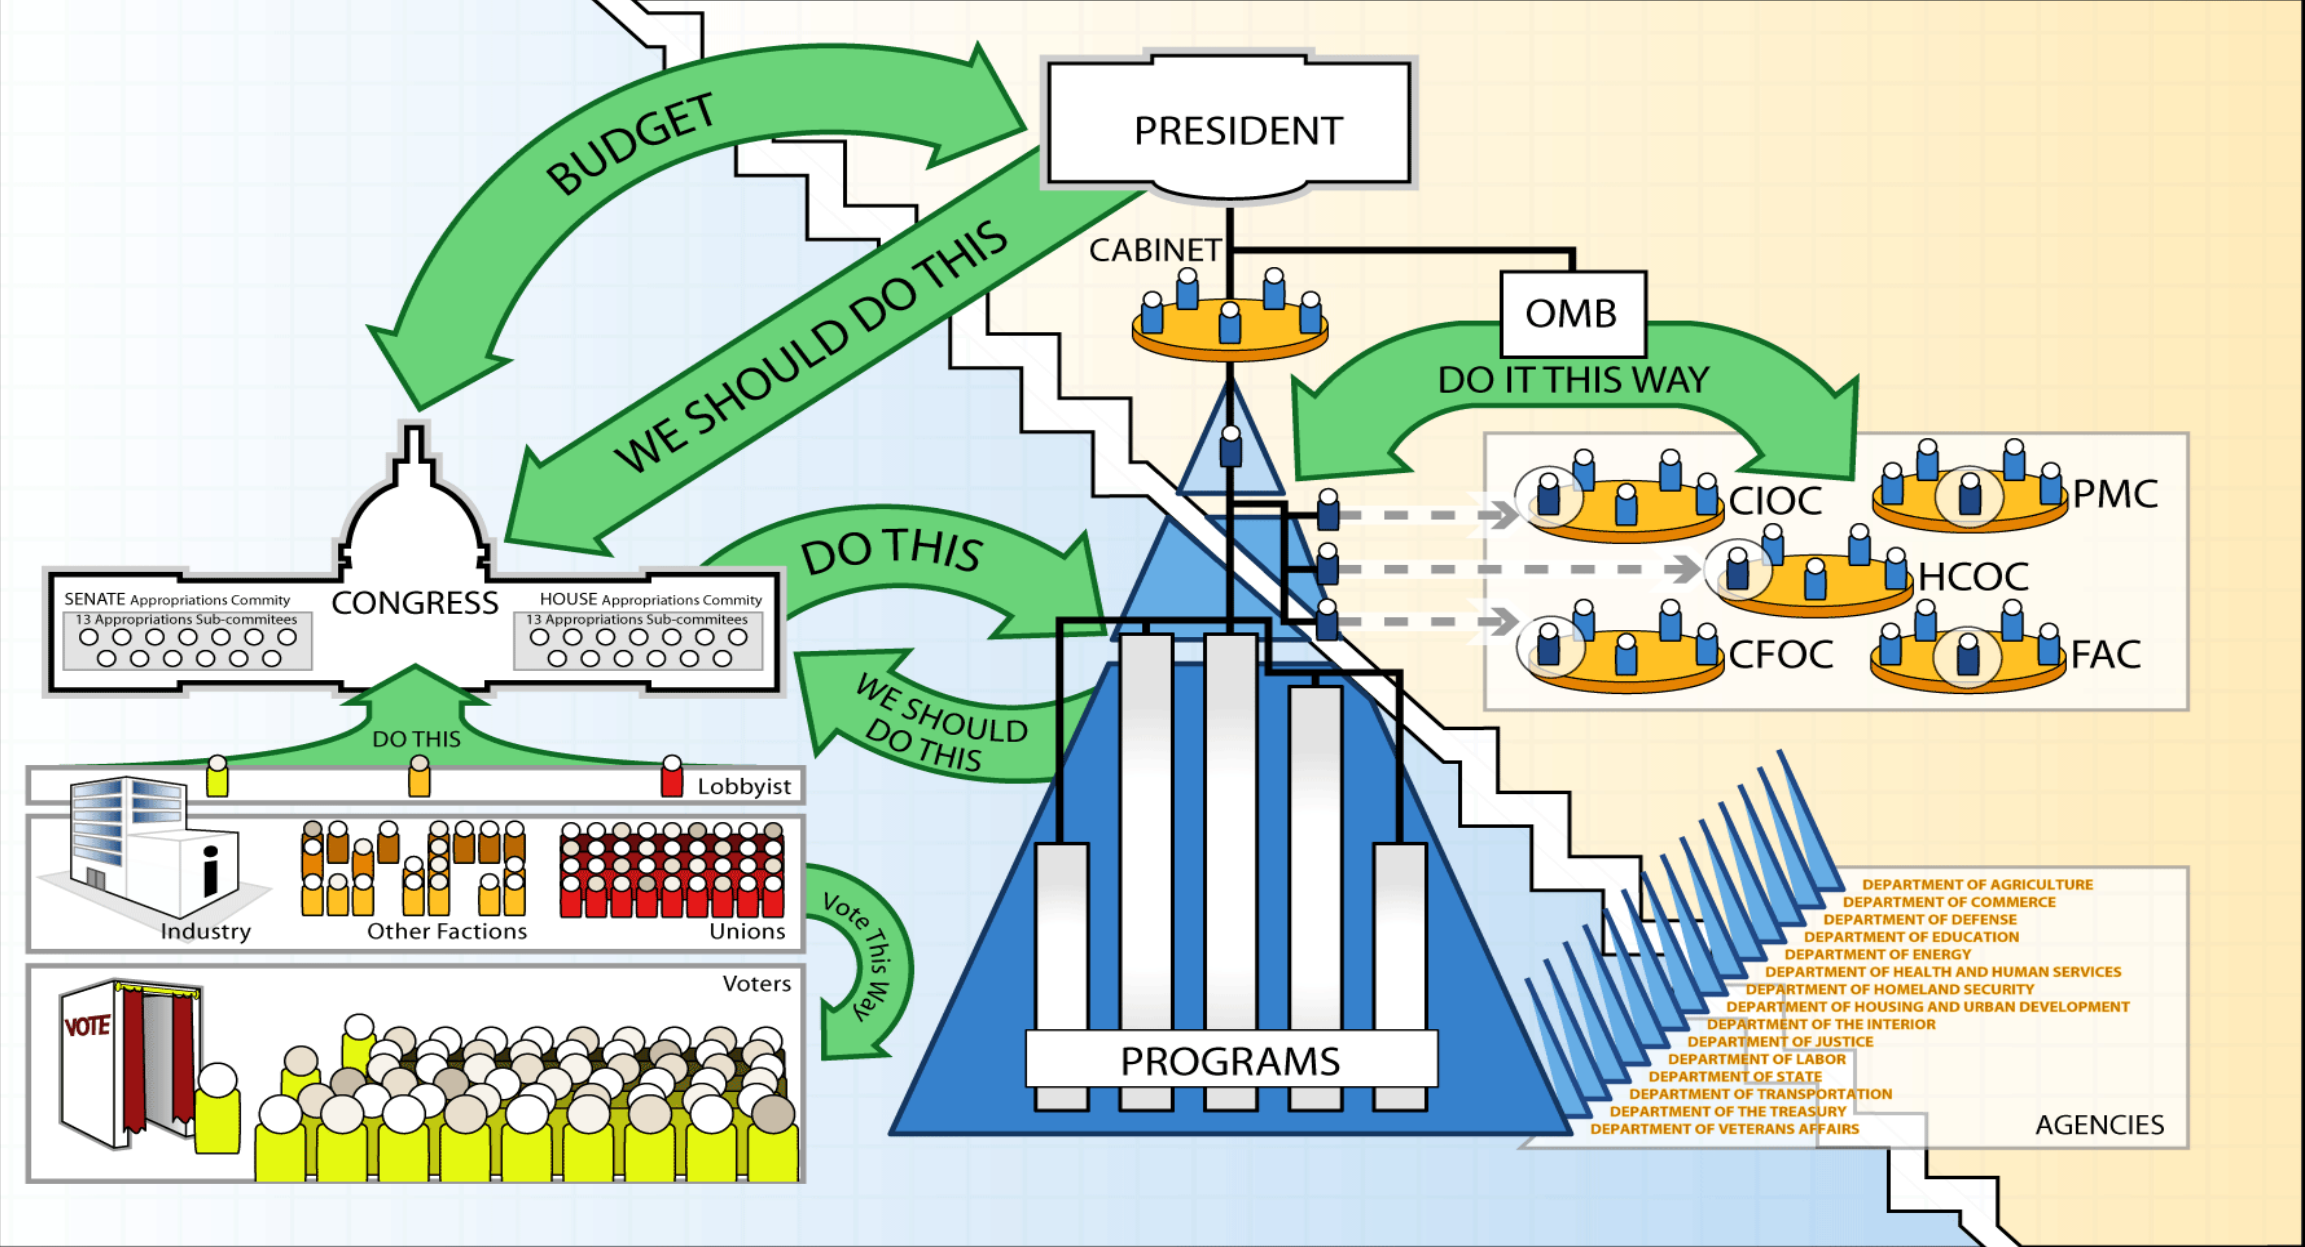 BUDGET
PRESIDENT
WE SHOULD DO THIS
CABINET
OMB
DO IT THIS WAY
CIOC
PMC
HCOC
CFOC
FAC
DO THIS
CONGRESS
SENATE Appropriations Commity
13 Appropriations Sub-commitees
HOUSE Appropriations Commity
13 Appropriations Sub-commitees
WE SHOULD
DO THIS
DO THIS
Lobbyist
Industry
Other Factions
Unions
Vote This Way
Voters
VOTE
PROGRAMS
DEPARTMENT OF AGRICULTURE
DEPARTMENT OF COMMERCE
DEPARTMENT OF DEFENSE
DEPARTMENT OF EDUCATION
DEPARTMENT OF ENERGY
DEPARTMENT OF HEALTH AND HUMAN SERVICES
DEPARTMENT OF HOMELAND SECURITY
DEPARTMENT OF HOUSING AND URBAN DEVELOPMENT
DEPARTMENT OF THE INTERIOR
DEPARTMENT OF JUSTICE
DEPARTMENT OF LABOR
DEPARTMENT OF STATE
DEPARTMENT OF TRANSPORTATION
DEPARTMENT OF THE TREASURY
DEPARTMENT OF VETERANS AFFAIRS
AGENCIES